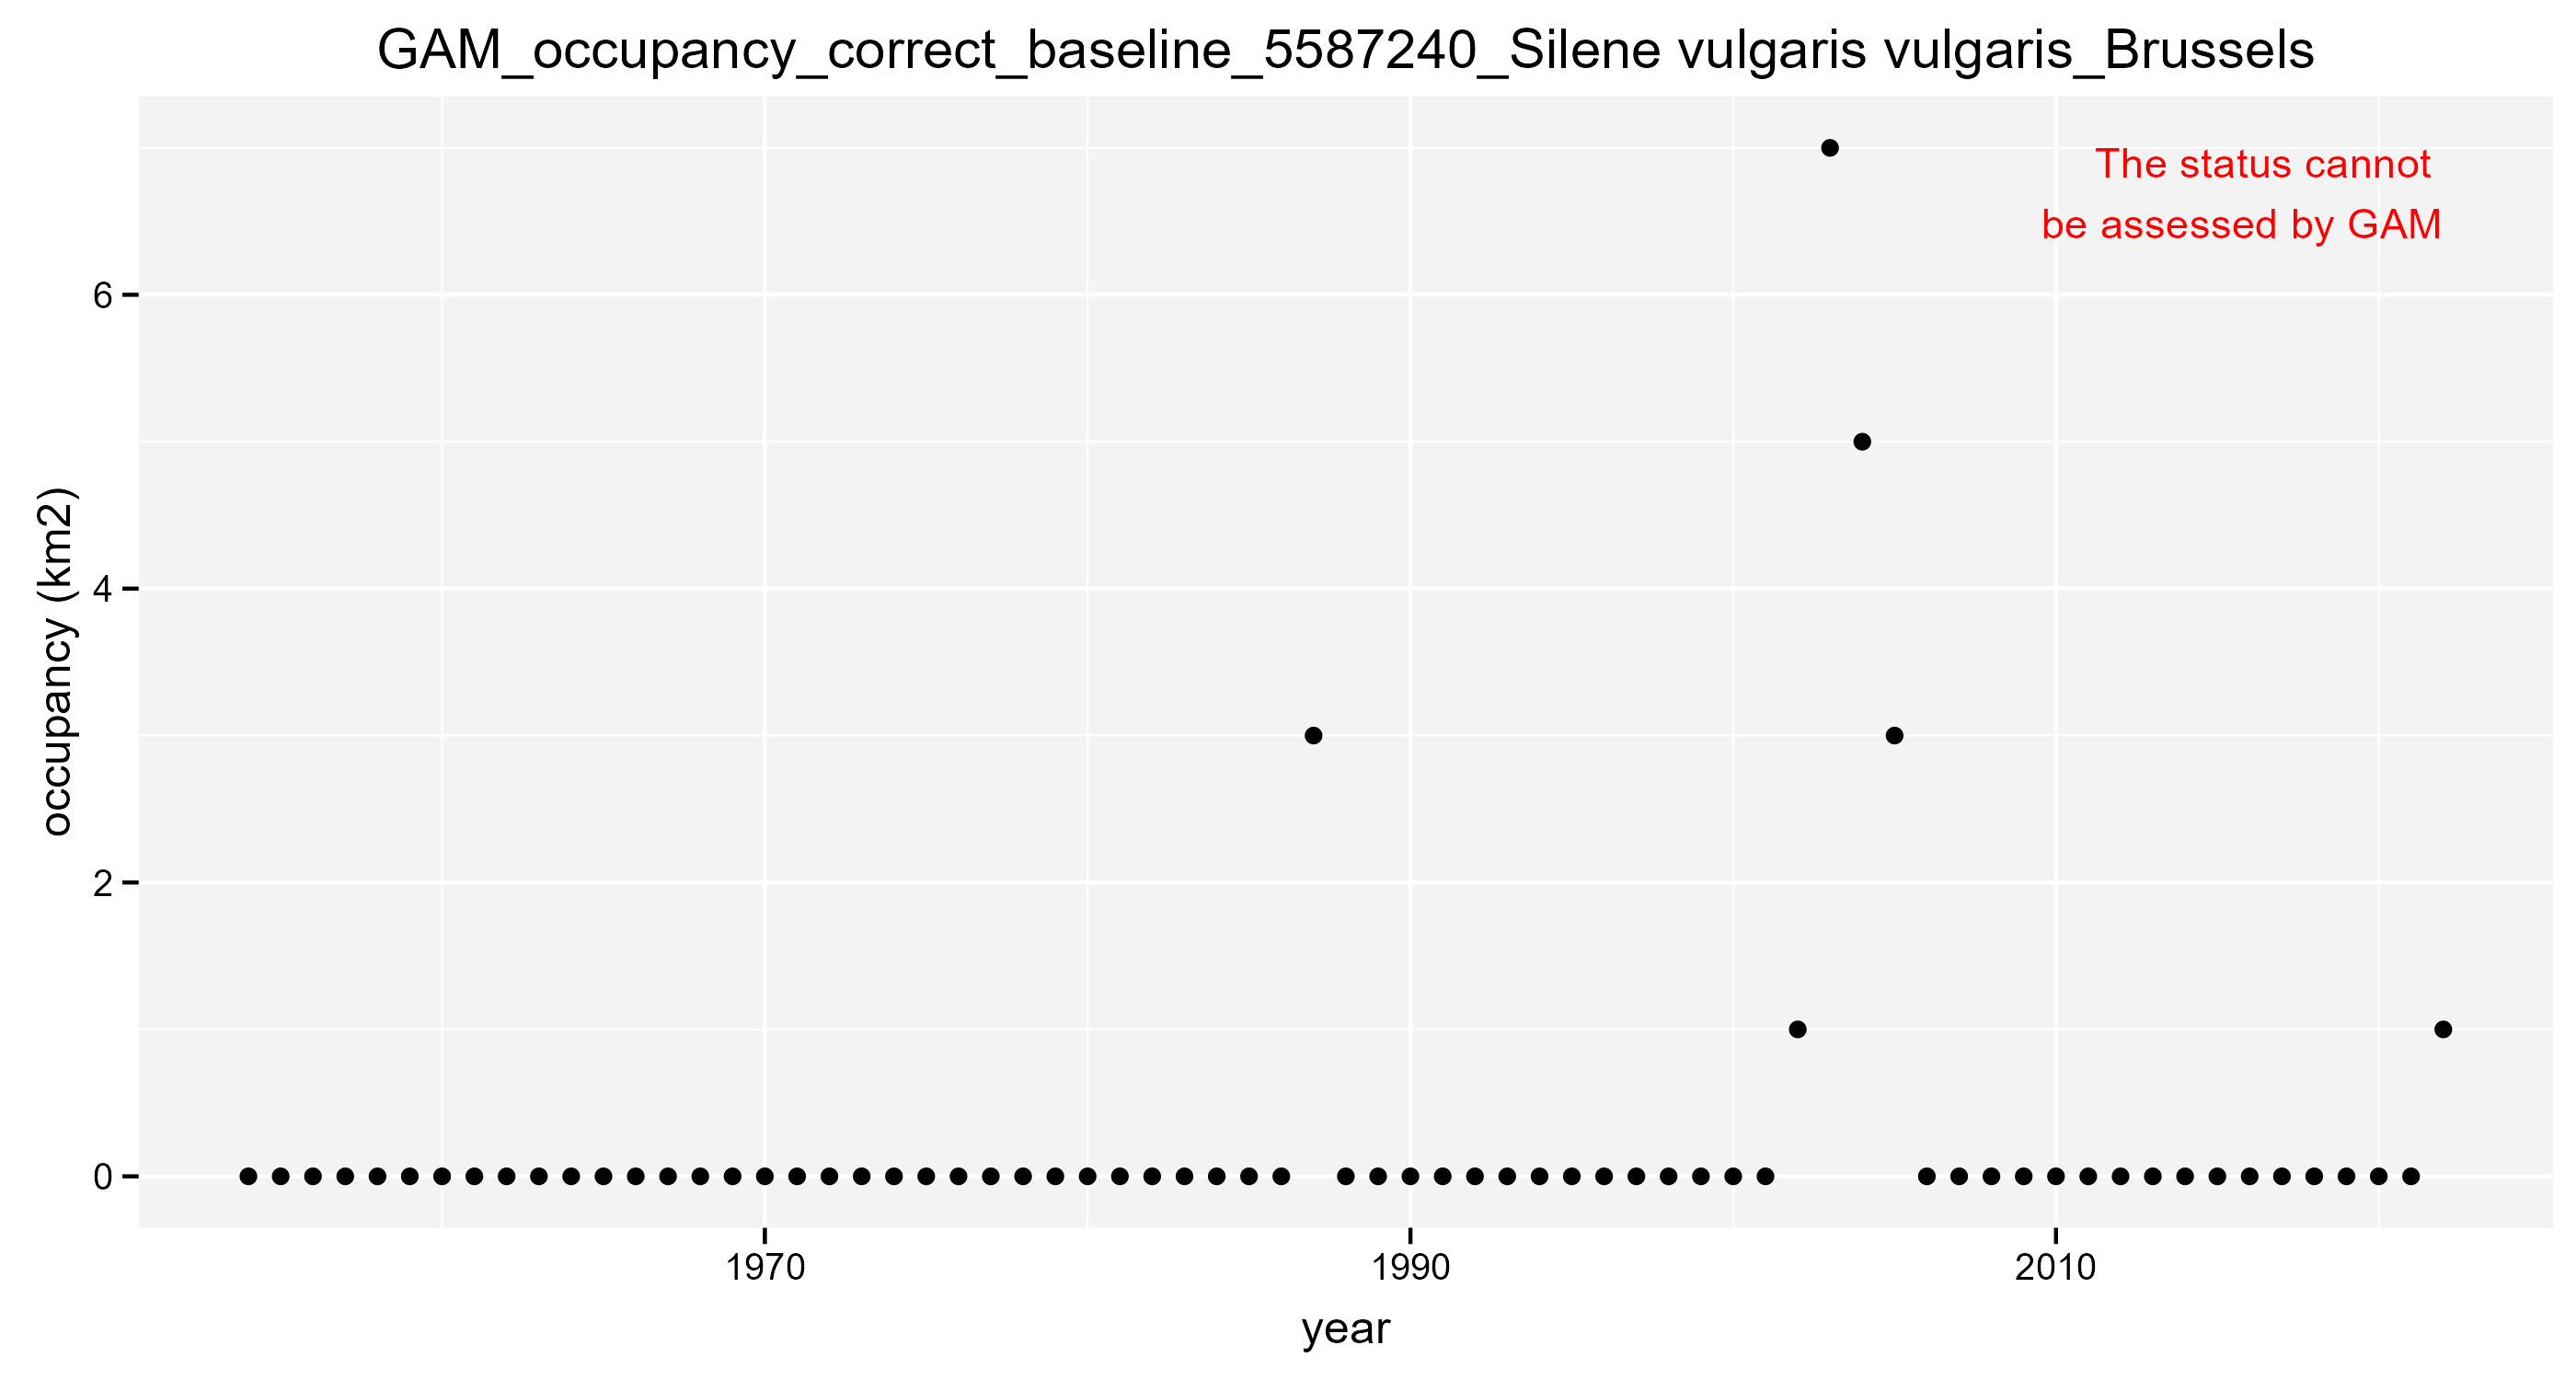 GAM_occupancy_correct_baseline_5587240_Silene vulgaris vulgaris_Brussels
The status cannot
be assessed by GAM
6
4
2
0
occupancy (km2)
1970 1990 2010
year